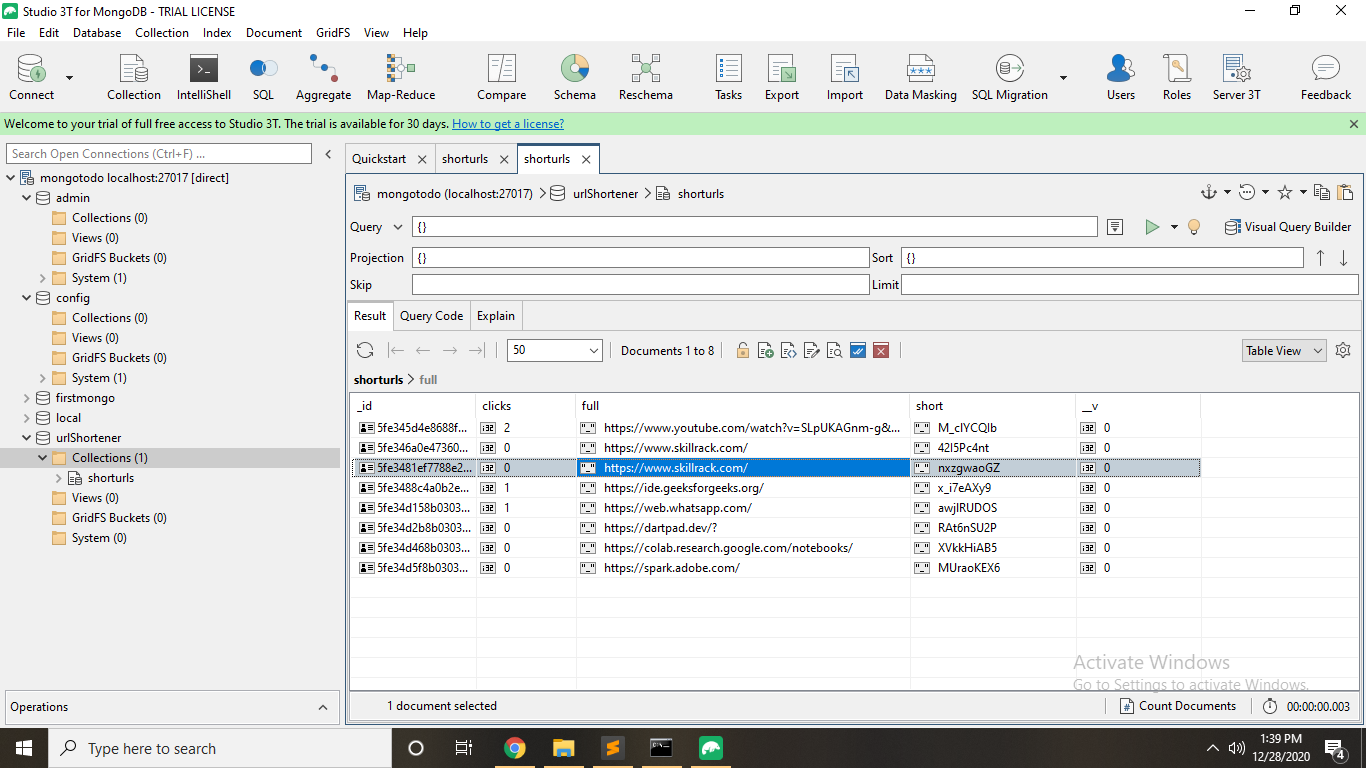 Studio 3T for MongoDB - TRIAL LICENSE
File Edit Database Collection Index Document GridFS View Help
Connect Collection IntelliShell SQL Aggregate Map-Reduce Compare Schema Reschema Tasks Export Import Data Masking SQL Migration Users Roles Server 3T Feedback
Welcome to your trial of full free access to Studio 3T. The trial is available for 30 days. How to get a license?
Search Open Connections (Ctrl+F) ...
mongotodo localhost:27017 [direct]
admin
Collections (0)
Views (0)
GridFS Buckets (0)
System (1)
config
Collections (0)
Views (0)
GridFS Buckets (0)
System (1)
firstmongo
local
urlShortener
Collections (1)
shorturls
Views (0)
GridFS Buckets (0)
System (0)
Operations
Quickstart shorturls shorturls
mongotodo (localhost:27017) urlShortener shorturls
Query {}
Visual Query Builder
Projection {} Sort {}
Skip Limit
Result Query Code Explain
50 Documents 1 to 8 Table View
shorturls > full
_id clicks full short __v
5fe345d4e8688f... 2 https://www.youtube.com/watch?v=SLpUKAGnm-g&... M_clYCQlb 0
5fe346a0e47360... 0 https://www.skillrack.com/ 42I5Pc4nt 0
5fe3481ef7788e2... 0 https://www.skillrack.com/ nxzgwaoGZ 0
5fe3488c4a0b2e... 1 https://ide.geeksforgeeks.org/ x_i7eAXy9 0
5fe34d158b0303... 1 https://web.whatsapp.com/ awjlRUDOS 0
5fe34d2b8b0303... 0 https://dartpad.dev/? RAt6nSU2P 0
5fe34d468b0303... 0 https://colab.research.google.com/notebooks/ XVkkHiAB5 0
5fe34d5f8b0303... 0 https://spark.adobe.com/ MUraoKEX6 0
Activate Windows
Go to Settings to activate Windows.
1 document selected Count Documents 00:00:00.003
Type here to search
1:39 PM
12/28/2020
4